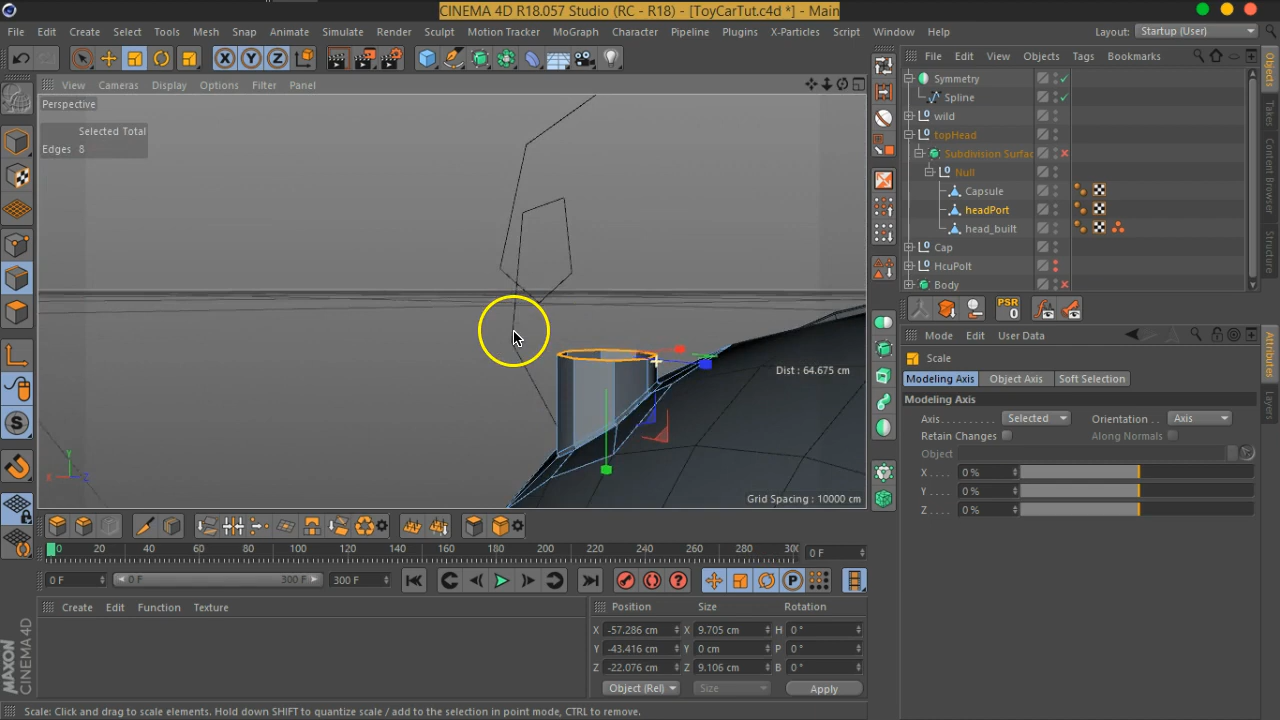 CINEMA 4D R18.057 Studio (RC - R18) - [ToyCarTut.c4d *] - Main
File Edit Create Select Tools Mesh Snap Animate Simulate Render Sculpt Motion Tracker MoGraph Character Pipeline Plugins X-Particles Script Window Help Layout: Startup (User)
View Cameras Display Options Filter Panel
File Edit View Objects Tags Bookmarks
Perspective
Selected Total
Edges 8
Symmetry
Spline
wild
topHead
Subdivision Surfac
Null
Capsule
headPort
head_built
Cap
HcuPolt
Body
Objects
Takes
Content Browser
Structure
PSR
0
Mode Edit User Data
Attributes
Layers
Scale
Modeling Axis Object Axis Soft Selection
Modeling Axis
Axis Selected Orientation Axis
Retain Changes Along Normals
Object
X 0 %
Y 0 %
Z 0 %
Dist : 64.675 cm
Grid Spacing : 10000 cm
Y
X Z
0 20 40 60 80 100 120 140 160 180 200 220 240 260 280 300 0 F
0 F 0 F 300 F 300 F
Create Edit Function Texture
Position Size Rotation
X -57.286 cm X 9.705 cm H 0 °
Y -43.416 cm Y 0 cm P 0 °
Z -22.076 cm Z 9.106 cm B 0 °
Object (Rel) Size Apply
MAXON
CINEMA 4D
Scale: Click and drag to scale elements. Hold down SHIFT to quantize scale / add to the selection in point mode, CTRL to remove.